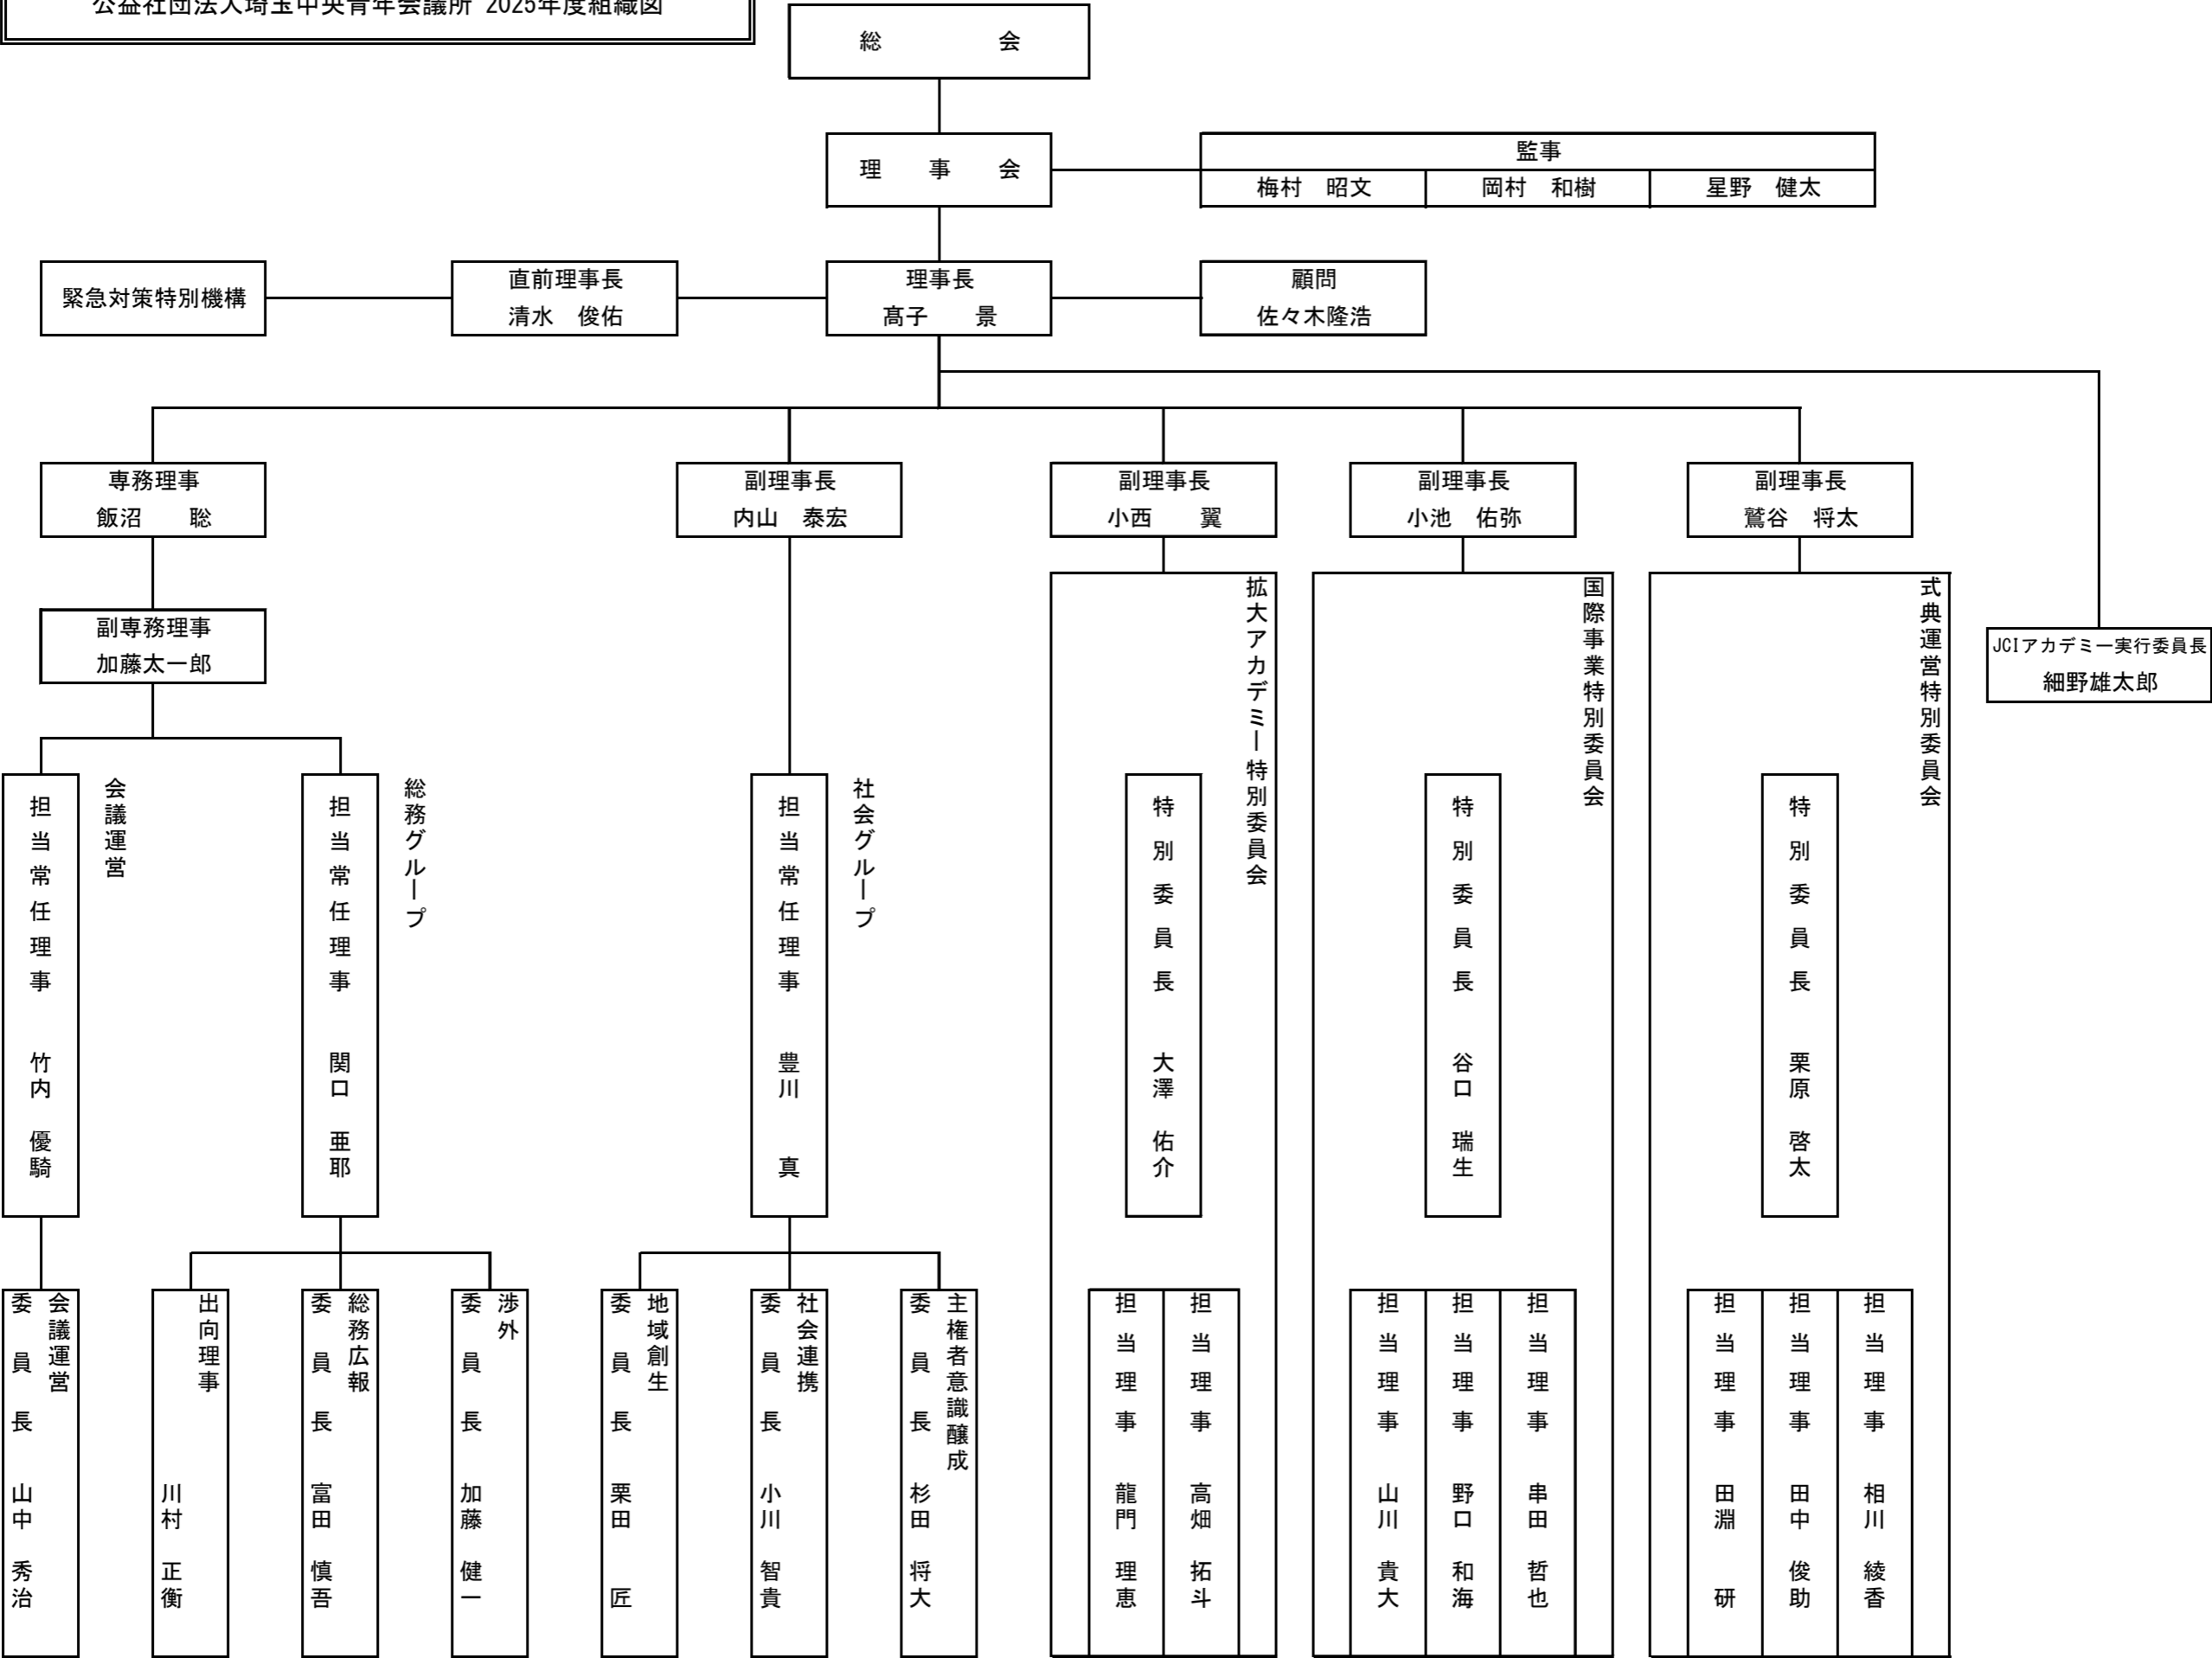 公益社団法人埼玉中央青年会議所 2025年度組織図
総　会
理　事　会
監事
梅村　昭文
岡村　和樹
星野　健太
緊急対策特別機構
直前理事長
清水　俊佑
理事長
髙子　景
顧問
佐々木隆浩
専務理事
飯沼　聡
副理事長
内山　泰宏
副理事長
小西　翼
副理事長
小池　佑弥
副理事長
鷲谷　将太
副専務理事
加藤太一郎
JCIアカデミー実行委員長
細野雄太郎
会議運営
担当常任理事　竹内　優騎
総務グループ
担当常任理事　関口　亜耶
社会グループ
担当常任理事　豊川　真
拡大アカデミー特別委員会
特別委員長　大澤　佑介
国際事業特別委員会
特別委員長　谷口　瑞生
式典運営特別委員会
特別委員長　栗原　啓太
会議運営
委員長　山中　秀治
出向理事
川村　正衡
総務広報
委員長　富田　慎吾
渉外
委員長　加藤　健一
地域創生
委員長　栗田　匠
社会連携
委員長　小川　智貴
主権者意識醸成
委員長　杉田　将大
担当理事　龍門　理恵
担当理事　高畑　拓斗
担当理事　山川　貴大
担当理事　野口　和海
担当理事　串田　哲也
担当理事　田淵　研
担当理事　田中　俊助
担当理事　相川　綾香